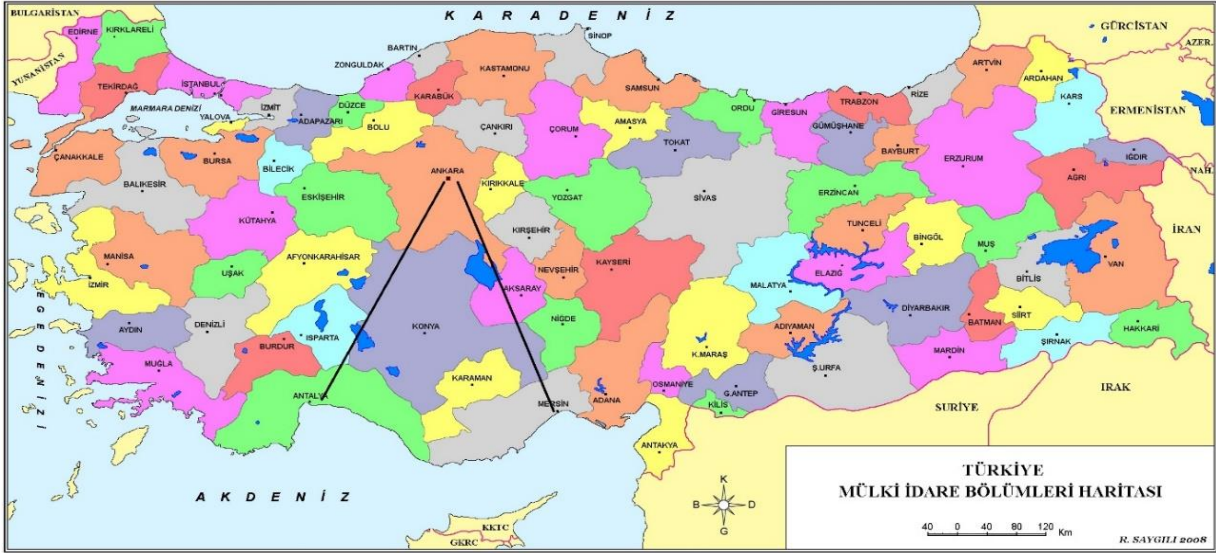 KARADENİZ
BULGARİSTAN
GÜRCİSTAN
EDİRNE
KIRKLARELİ
SİNOP
BARTIN
AZER.
YUNANİSTAN
ZONGULDAK
KASTAMONU
ARTVİN
ARDAHAN
TEKİRDAĞ
İSTANBUL
KARABÜK
SAMSUN
RİZE
KARS
MARMARA DENİZİ
İZMİT
DÜZCE
ORDU
GİRESUN
TRABZON
ERMENİSTAN
YALOVA
ADAPAZARI
BOLU
ÇANKIRI
ÇORUM
AMASYA
GÜMÜŞHANE
ÇANAKKALE
BURSA
BİLECİK
TOKAT
BAYBURT
IĞDIR
ERZURUM
NAH.
BALIKESİR
ANKARA
KIRIKKALE
AĞRI
ESKİŞEHİR
YOZGAT
SİVAS
ERZİNCAN
KÜTAHYA
KIRŞEHİR
TUNCELİ
İRAN
MANİSA
UŞAK
AFYONKARAHİSAR
NEVŞEHİR
KAYSERİ
BİNGÖL
MUŞ
VAN
İZMİR
AKSARAY
MALATYA
ELAZIĞ
BİTLİS
EGE DENİZİ
AYDIN
DENİZLİ
ISPARTA
KONYA
NİĞDE
ADIYAMAN
DİYARBAKIR
BATMAN
SİİRT
HAKKARİ
BURDUR
K.MARAŞ
ŞIRNAK
MUĞLA
KARAMAN
MARDİN
Ş.URFA
ANTALYA
MERSİN
ADANA
OSMANİYE
G.ANTEP
KİLİS
IRAK
SURİYE
ANTAKYA
AKDENİZ
KKTC
GKRC
K
B
D
G
TÜRKİYE
MÜLKİ İDARE BÖLÜMLERİ HARİTASI
40 0 40 80 120 Km
R. SAYGILI 2008